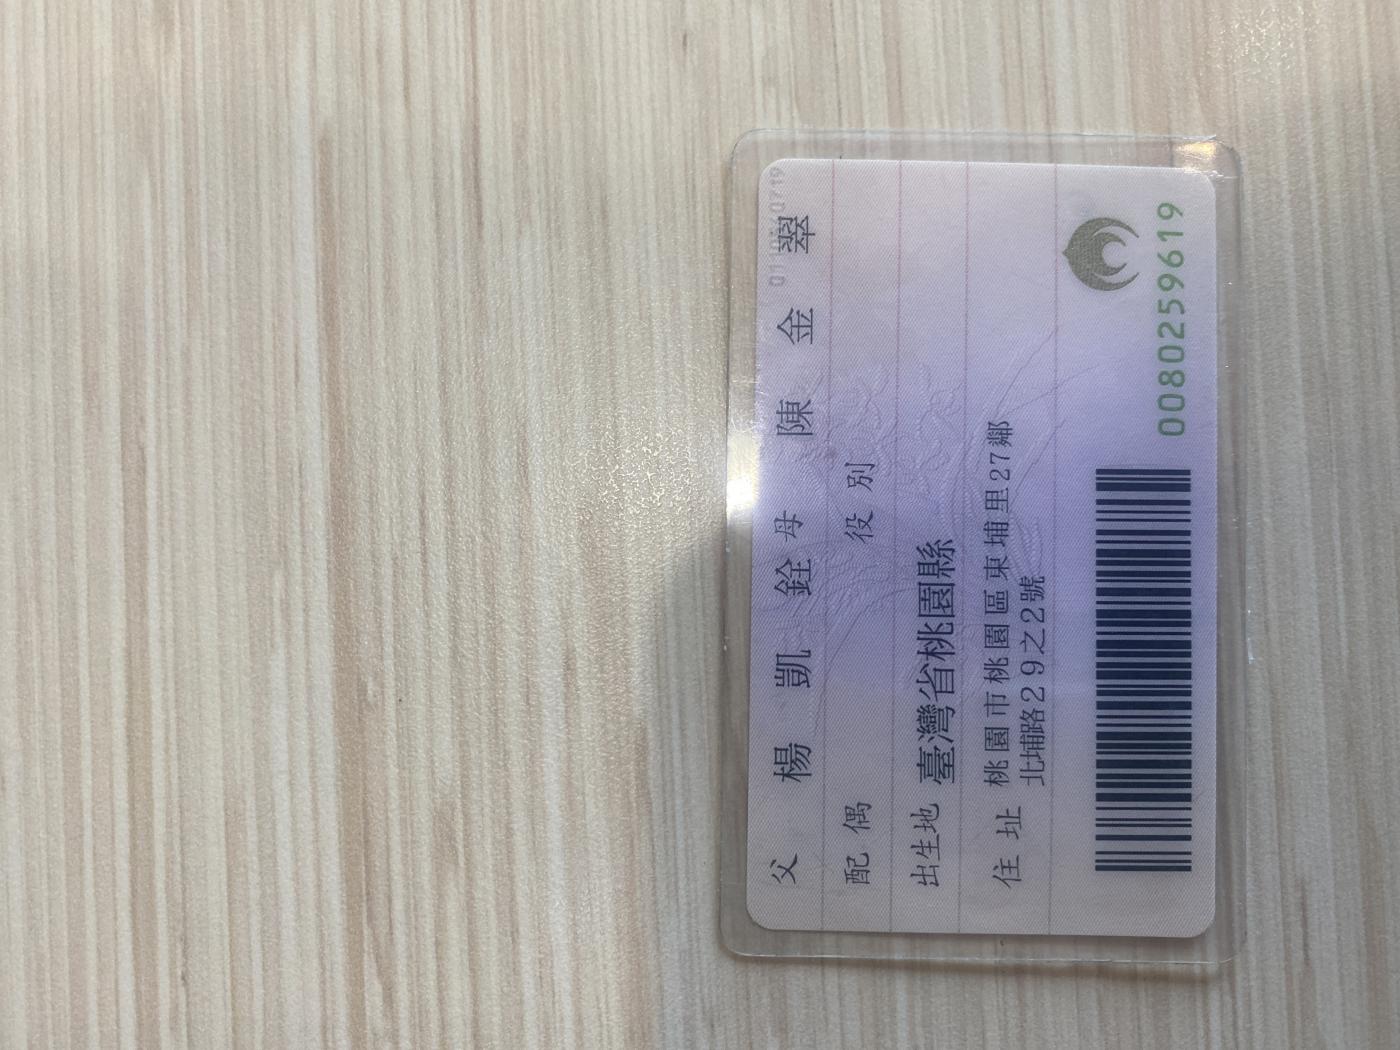 父 楊 凱 銓 母 陳 金 翠
配偶 役別
出生地 臺灣省桃園縣
住址 桃園市桃園區東埔里27鄰
北埔路29之2號
0080259619